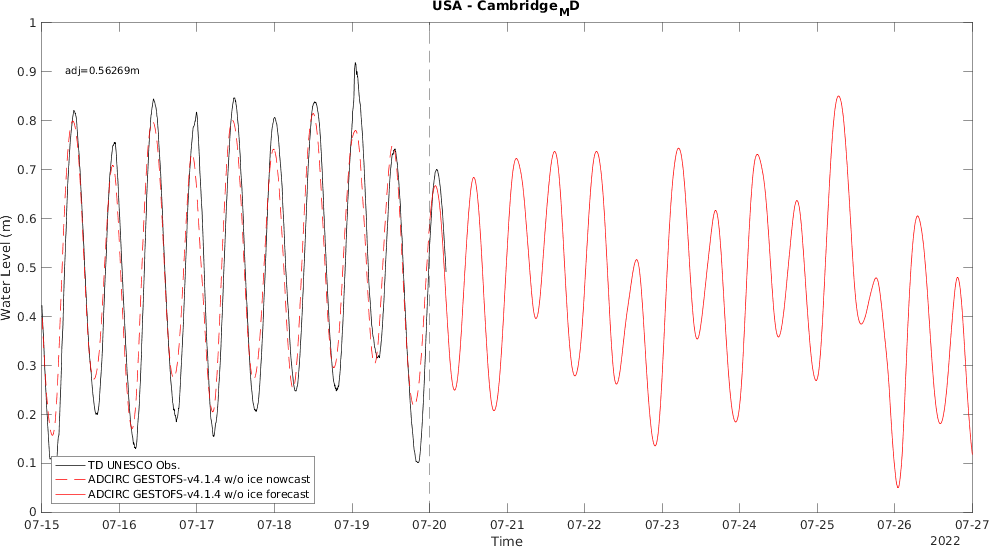 USA - Cambridge_MD
1
0.9
0.8
0.7
0.6
0.5
0.4
0.3
0.2
0.1
0
Water Level (m)
adj=0.56269m
TD UNESCO Obs.
ADCIRC GESTOFS-v4.1.4 w/o ice nowcast
ADCIRC GESTOFS-v4.1.4 w/o ice forecast
07-15 07-16 07-17 07-18 07-19 07-20 07-21 07-22 07-23 07-24 07-25 07-26 07-27
Time
2022